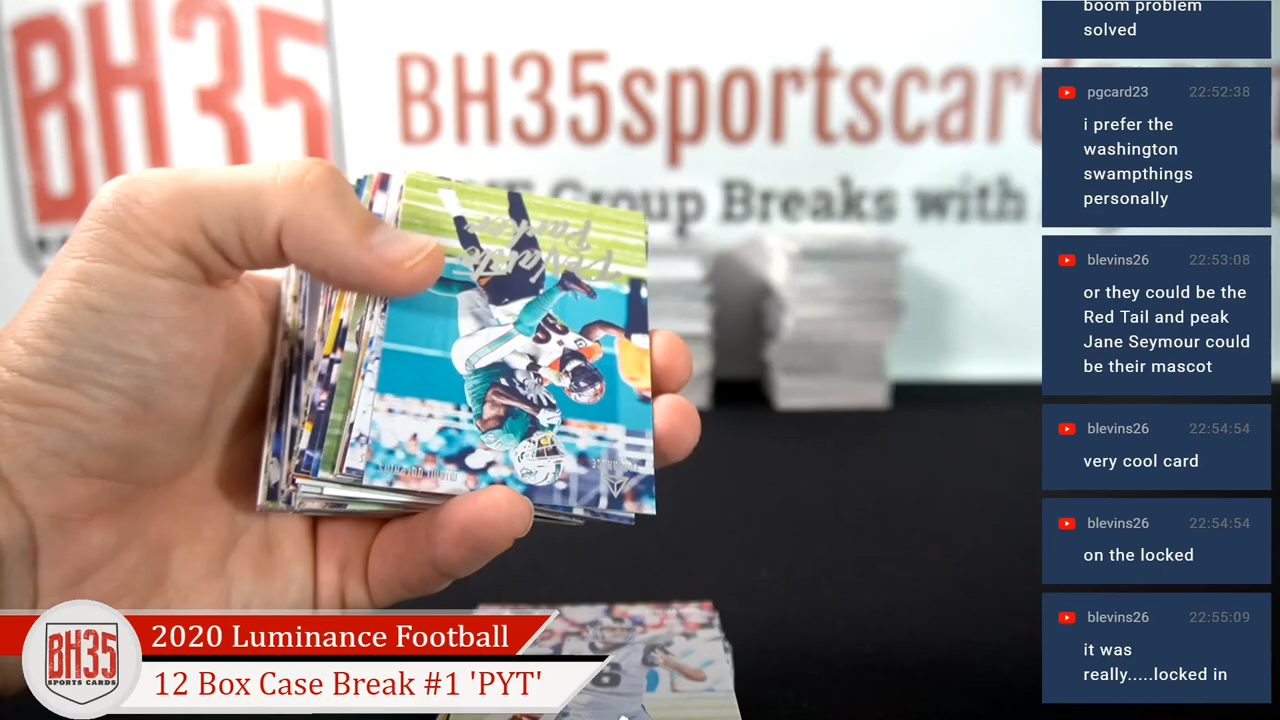 BH35
BH35sportscar
Group Breaks with
DeVante
Parker
boom problem
solved
pgcard23 22:52:38
i prefer the
washington
swampthings
personally
blevins26 22:53:08
or they could be the
Red Tail and peak
Jane Seymour could
be their mascot
blevins26 22:54:54
very cool card
blevins26 22:54:54
on the locked
blevins26 22:55:09
it was
really.....locked in
BH35
SPORTS CARDS
2020 Luminance Football
12 Box Case Break #1 'PYT'